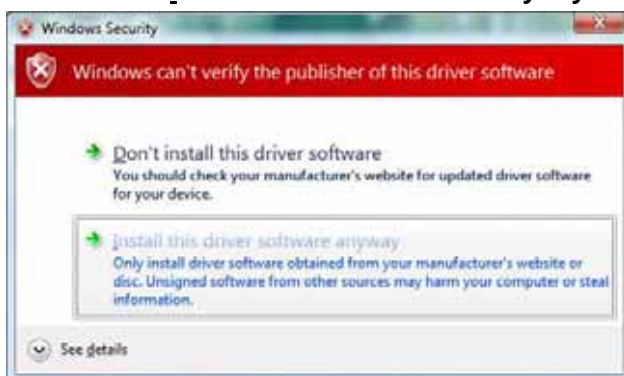 Windows Security
Windows can't verify the publisher of this driver software
Don't install this driver software
You should check your manufacturer's website for updated driver software
for your device.
Install this driver software anyway
Only install driver software obtained from your manufacturer's website or
disc. Unsigned software from other sources may harm your computer or steal
information.
See details